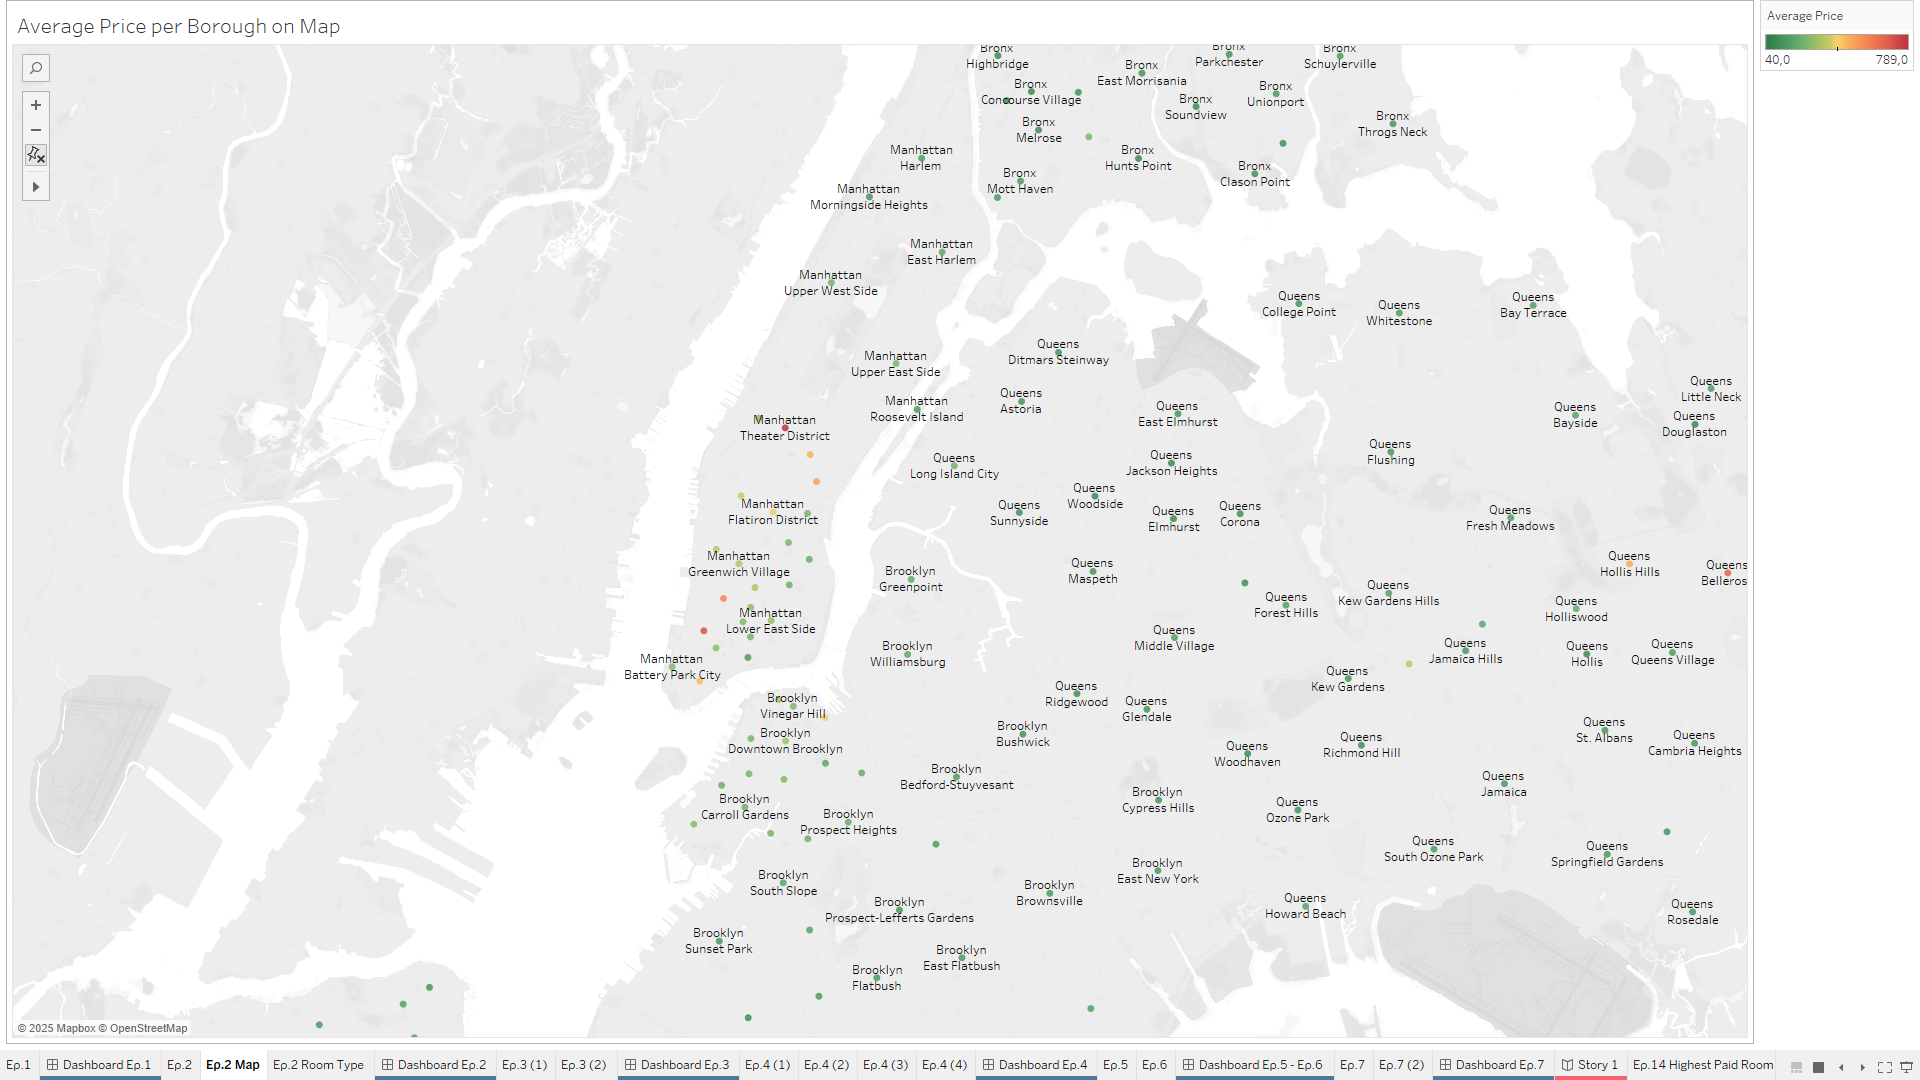 Average Price per Borough on Map
Average Price
40,0
789,0
Bronx
Highbridge
Bronx
Parkchester
Bronx
Schuylerville
Bronx
East Morrisania
Bronx
Concourse Village
Bronx
Soundview
Bronx
Unionport
Bronx
Throgs Neck
Bronx
Melrose
Manhattan
Harlem
Bronx
Hunts Point
Bronx
Clason Point
Bronx
Mott Haven
Manhattan
Morningside Heights
Manhattan
East Harlem
Manhattan
Upper West Side
Queens
College Point
Queens
Whitestone
Queens
Bay Terrace
Queens
Ditmars Steinway
Manhattan
Upper East Side
Manhattan
Roosevelt Island
Queens
Astoria
Queens
East Elmhurst
Queens
Bayside
Queens
Little Neck
Queens
Douglaston
Manhattan
Theater District
Queens
Flushing
Queens
Long Island City
Queens
Jackson Heights
Queens
Woodside
Manhattan
Flatiron District
Queens
Sunnyside
Queens
Elmhurst
Queens
Corona
Queens
Fresh Meadows
Manhattan
Greenwich Village
Brooklyn
Greenpoint
Queens
Maspeth
Queens
Hollis Hills
Queens
Belleros
Queens
Forest Hills
Queens
Kew Gardens Hills
Queens
Holliswood
Manhattan
Lower East Side
Queens
Middle Village
Brooklyn
Williamsburg
Queens
Jamaica Hills
Queens
Hollis
Queens
Queens Village
Manhattan
Battery Park City
Queens
Kew Gardens
Queens
Ridgewood
Brooklyn
Vinegar Hill
Queens
Glendale
Brooklyn
Bushwick
Brooklyn
Downtown Brooklyn
Queens
Woodhaven
Queens
Richmond Hill
Queens
St. Albans
Queens
Cambria Heights
Brooklyn
Bedford-Stuyvesant
Queens
Jamaica
Brooklyn
Carroll Gardens
Brooklyn
Cypress Hills
Queens
Ozone Park
Brooklyn
Prospect Heights
Queens
South Ozone Park
Queens
Springfield Gardens
Brooklyn
East New York
Brooklyn
South Slope
Brooklyn
Brownsville
Brooklyn
Prospect-Lefferts Gardens
Queens
Howard Beach
Queens
Rosedale
Brooklyn
Sunset Park
Brooklyn
East Flatbush
Brooklyn
Flatbush
© 2025 Mapbox © OpenStreetMap
Ep.1
Dashboard Ep.1
Ep.2
Ep.2 Map
Ep.2 Room Type
Dashboard Ep.2
Ep.3 (1)
Ep.3 (2)
Dashboard Ep.3
Ep.4 (1)
Ep.4 (2)
Ep.4 (3)
Ep.4 (4)
Dashboard Ep.4
Ep.5
Ep.6
Dashboard Ep.5 - Ep.6
Ep.7
Ep.7 (2)
Dashboard Ep.7
Story 1
Ep.14 Highest Paid Room